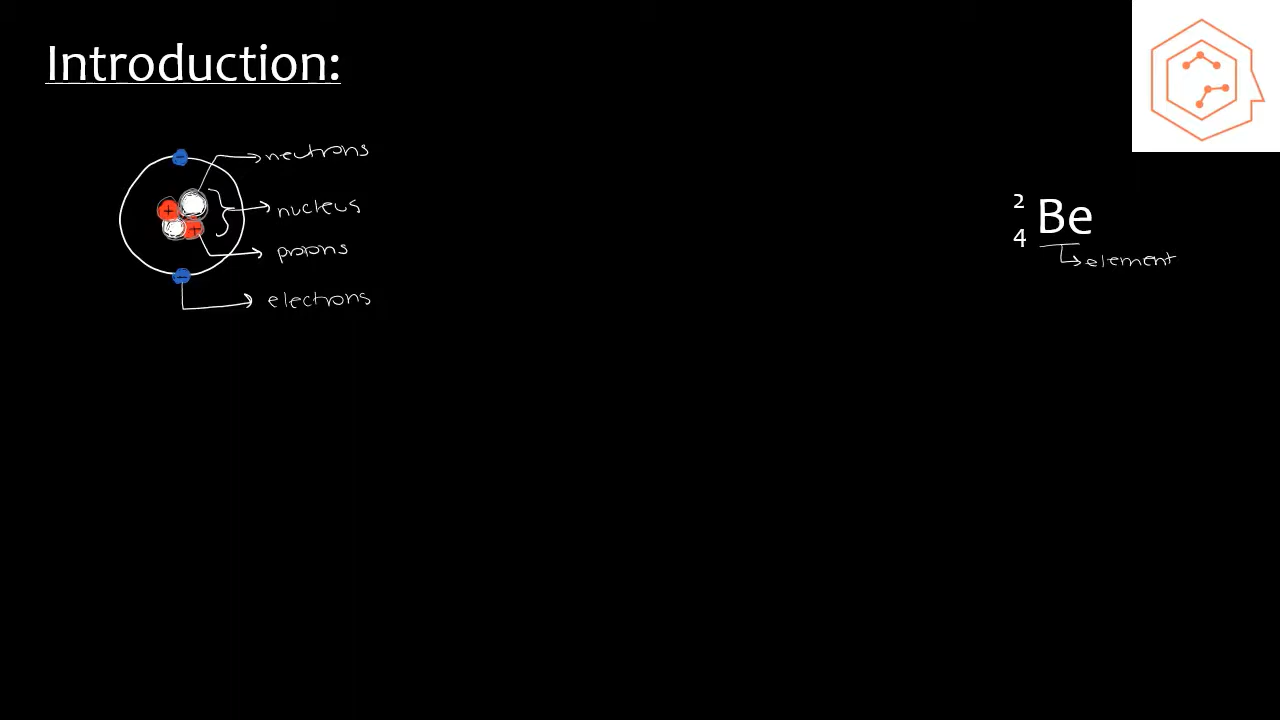 Introduction:
neutrons
nucleus
protons
electrons
2
Be
4
element